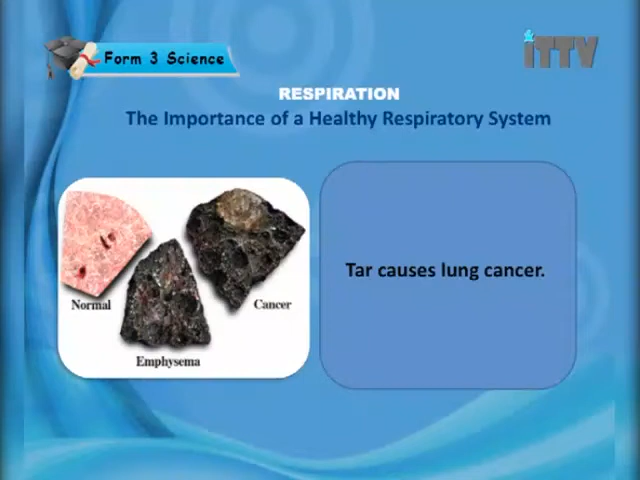 Form 3 Science
iTTV
RESPIRATION
The Importance of a Healthy Respiratory System
Normal
Cancer
Emphysema
Tar causes lung cancer.